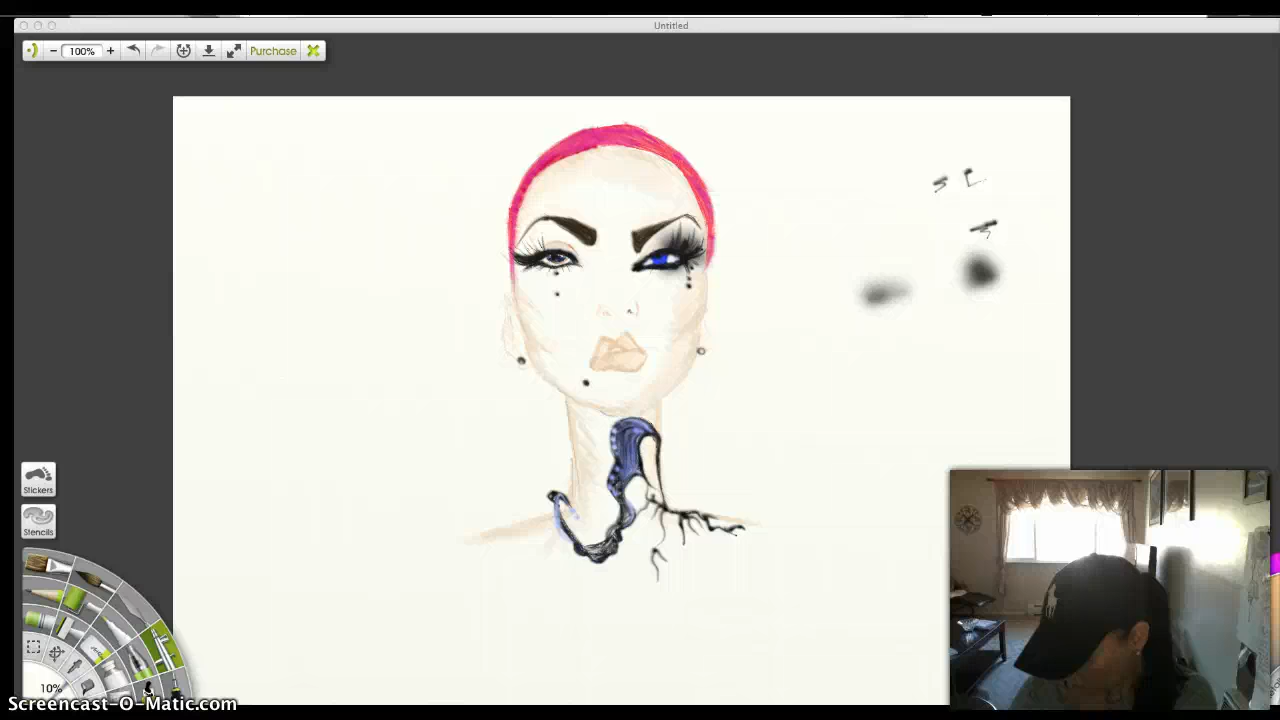 Untitled
100%
Purchase
Stickers
Stencils
10%
Screencast-O-Matic.com